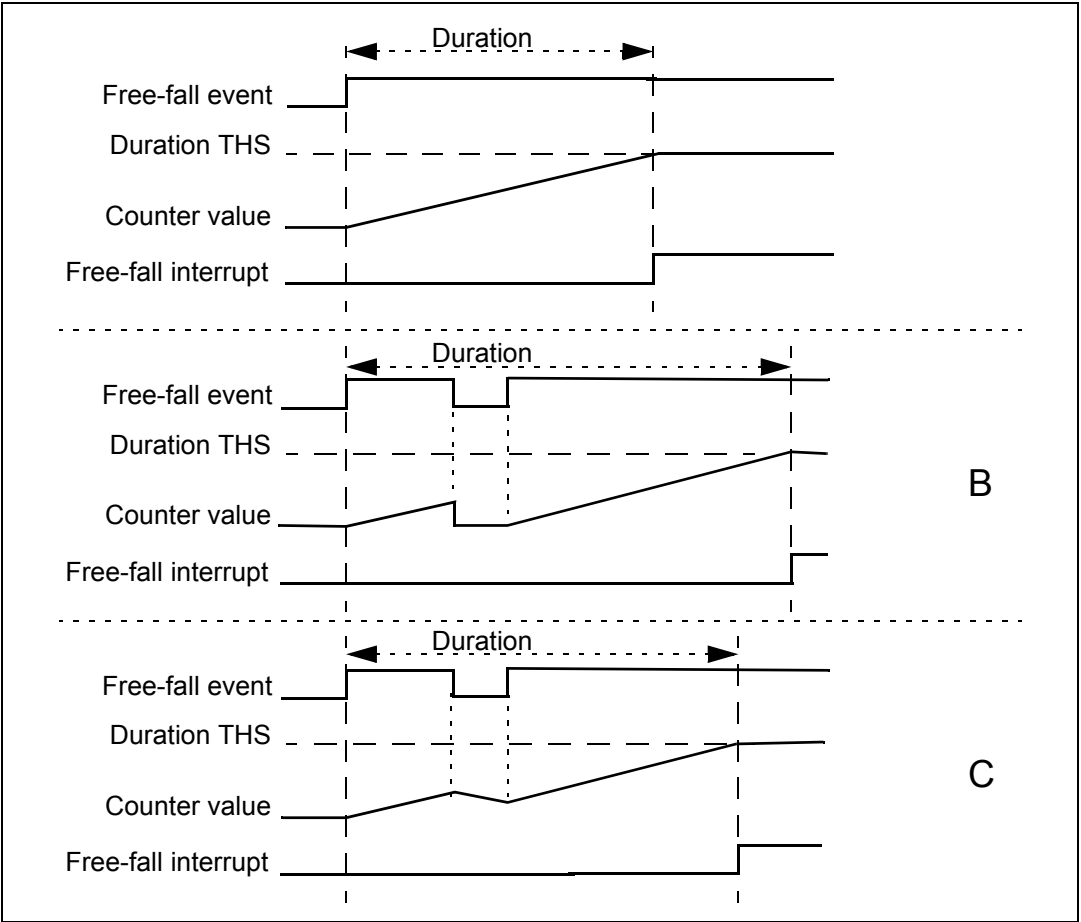 Duration
Free-fall event
Duration THS
Counter value
Free-fall interrupt
Duration
Free-fall event
Duration THS
B
Counter value
Free-fall interrupt
Duration
Free-fall event
Duration THS
C
Counter value
Free-fall interrupt